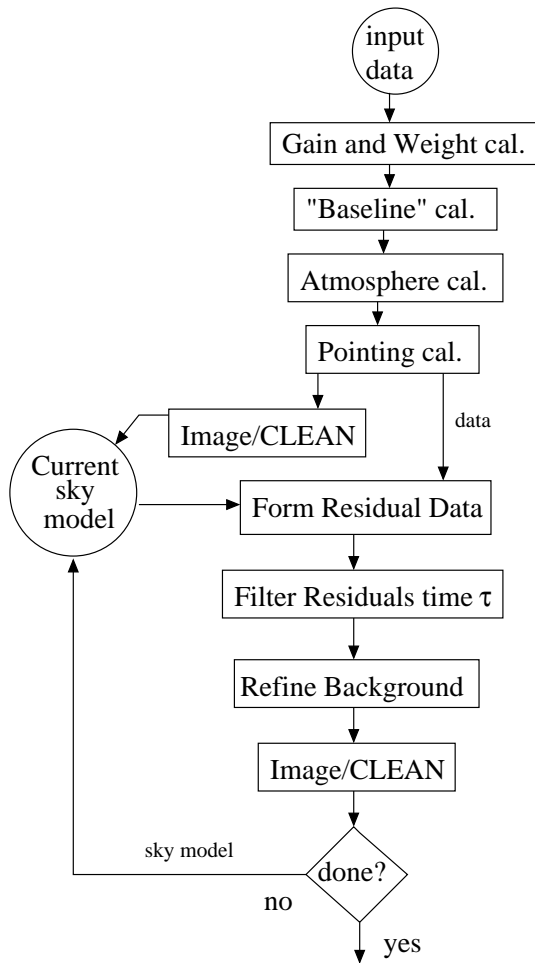 input
data
Gain and Weight cal.
"Baseline" cal.
Atmosphere cal.
Pointing cal.
data
Image/CLEAN
Current
sky
model
Form Residual Data
Filter Residuals time τ
Refine Background
Image/CLEAN
sky model
done?
no
yes